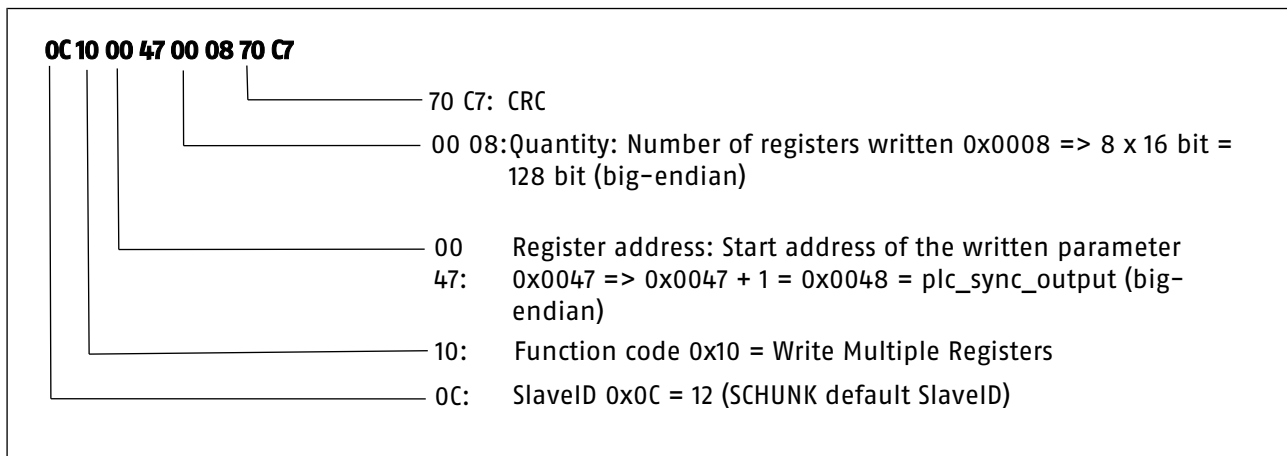 0C 10 00 47 00 08 70 C7
70 C7: CRC
00 08:Quantity: Number of registers written 0x0008 => 8 x 16 bit =
128 bit (big-endian)
00 Register address: Start address of the written parameter
47: 0x0047 => 0x0047 + 1 = 0x0048 = plc_sync_output (big-
endian)
10: Function code 0x10 = Write Multiple Registers
0C: SlaveID 0x0C = 12 (SCHUNK default SlaveID)